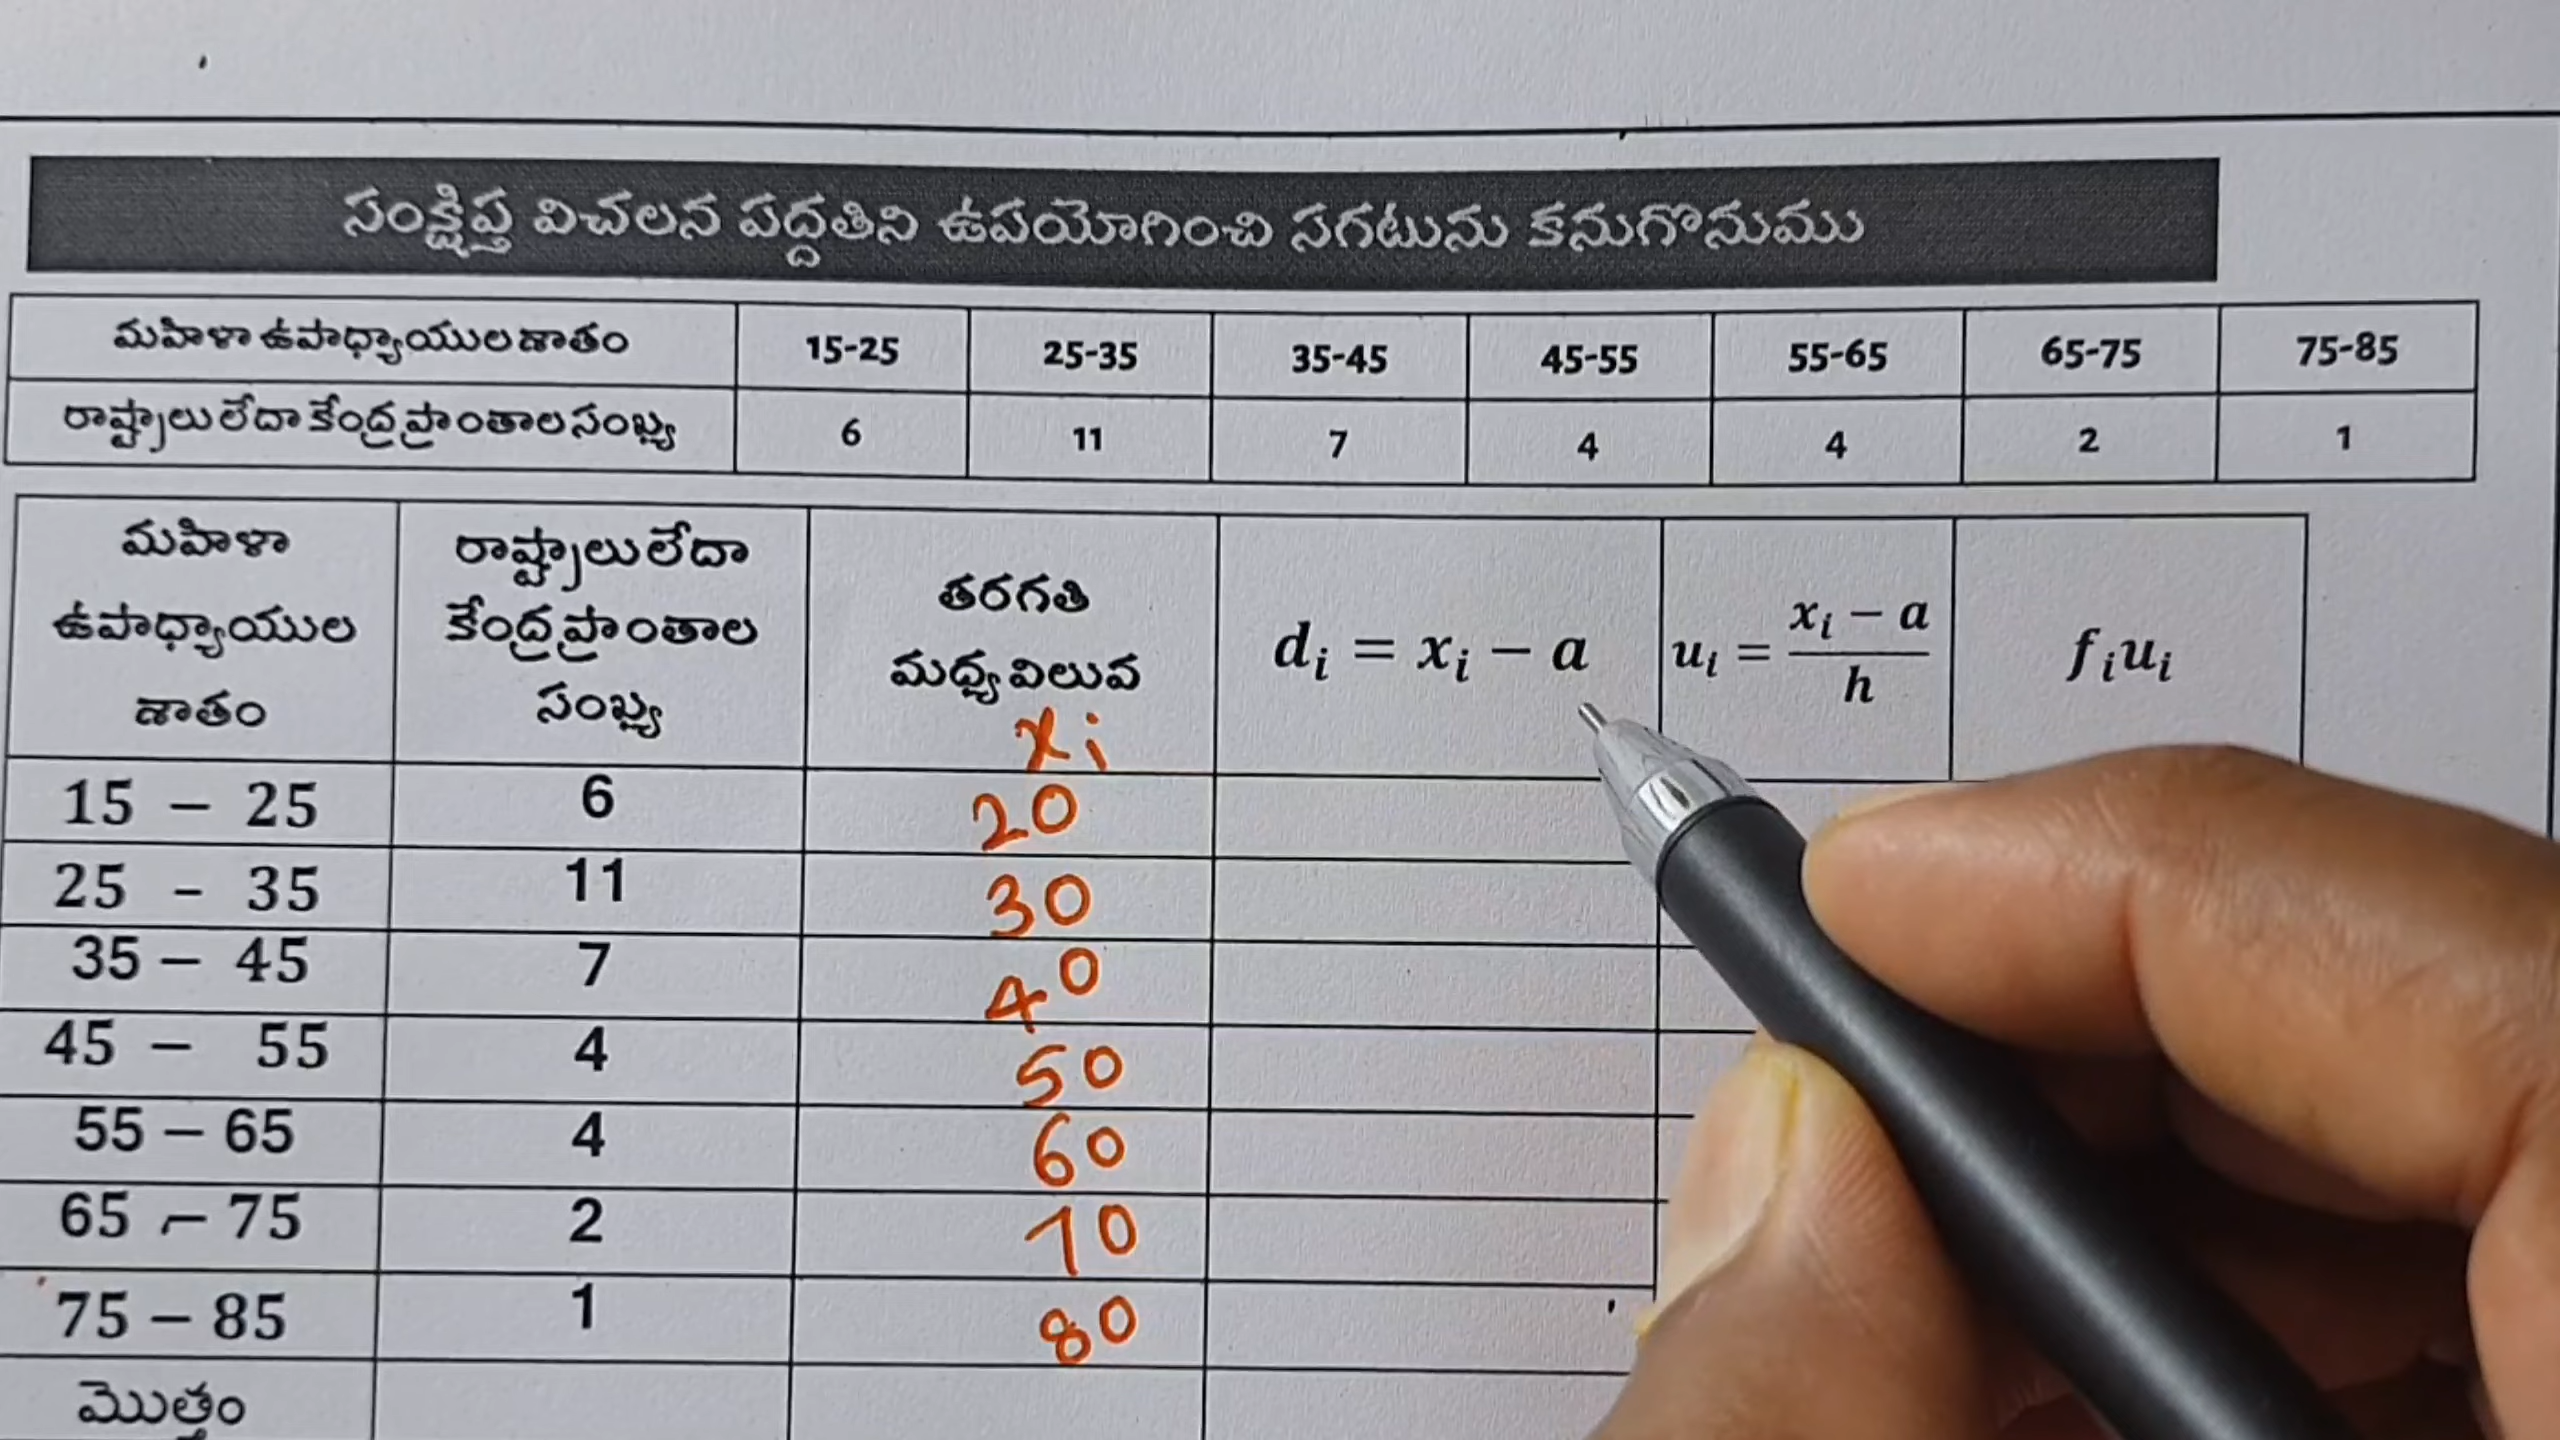 సంక్షిప్త విచలన పద్దతిని ఉపయోగించి సగటును కనుగొనుము
మహిళా ఉపాధ్యాయుల శాతం 15-25 25-35 35-45 45-55 55-65 65-75 75-85
రాష్ట్రాలు లేదా కేంద్ర ప్రాంతాల సంఖ్య 6 11 7 4 4 2 1
మహిళా
ఉపాధ్యాయుల
శాతం
రాష్ట్రాలు లేదా
కేంద్ర ప్రాంతాల
సంఖ్య
తరగతి
మధ్య విలువ
xi
dᵢ = xᵢ − a
uᵢ = (xᵢ − a)/h
fᵢuᵢ
15 – 25 6 20
25 - 35 11 30
35 – 45 7 40
45 – 55 4 50
55 – 65 4 60
65 – 75 2 70
75 – 85 1 80
మొత్తం